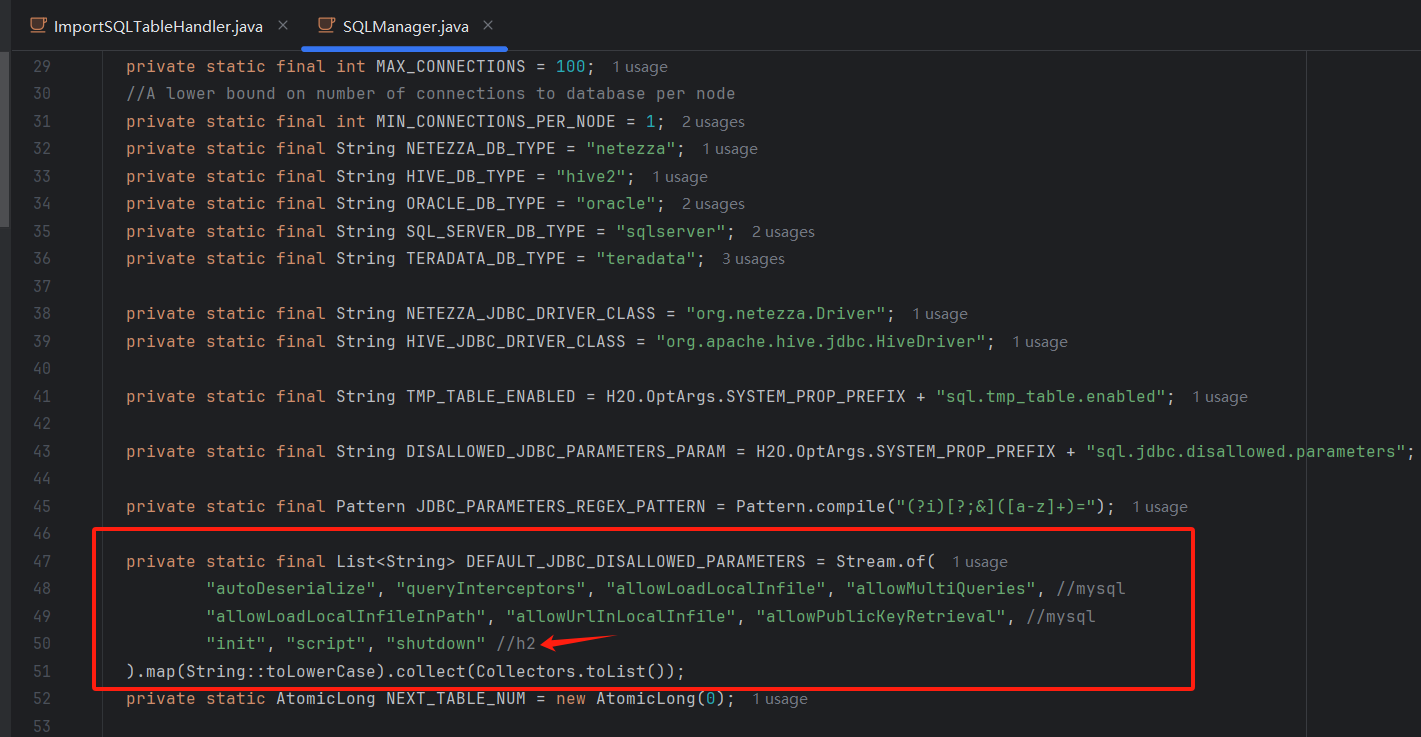 ImportSQLTableHandler.java × SQLManager.java ×
29 private static final int MAX_CONNECTIONS = 100; 1 usage
30 //A lower bound on number of connections to database per node
31 private static final int MIN_CONNECTIONS_PER_NODE = 1; 2 usages
32 private static final String NETEZZA_DB_TYPE = "netezza"; 1 usage
33 private static final String HIVE_DB_TYPE = "hive2"; 1 usage
34 private static final String ORACLE_DB_TYPE = "oracle"; 2 usages
35 private static final String SQL_SERVER_DB_TYPE = "sqlserver"; 2 usages
36 private static final String TERADATA_DB_TYPE = "teradata"; 3 usages
37
38 private static final String NETEZZA_JDBC_DRIVER_CLASS = "org.netezza.Driver"; 1 usage
39 private static final String HIVE_JDBC_DRIVER_CLASS = "org.apache.hive.jdbc.HiveDriver"; 1 usage
40
41 private static final String TMP_TABLE_ENABLED = H2O.OptArgs.SYSTEM_PROP_PREFIX + "sql.tmp_table.enabled"; 1 usage
42
43 private static final String DISALLOWED_JDBC_PARAMETERS_PARAM = H2O.OptArgs.SYSTEM_PROP_PREFIX + "sql.jdbc.disallowed.parameters";
44
45 private static final Pattern JDBC_PARAMETERS_REGEX_PATTERN = Pattern.compile("(?i)[?;&]([a-z]+)="); 1 usage
46
47 private static final List<String> DEFAULT_JDBC_DISALLOWED_PARAMETERS = Stream.of( 1 usage
48 "autoDeserialize", "queryInterceptors", "allowLoadLocalInfile", "allowMultiQueries", //mysql
49 "allowLoadLocalInfileInPath", "allowUrlInLocalInfile", "allowPublicKeyRetrieval", //mysql
50 "init", "script", "shutdown" //h2
51 ).map(String::toLowerCase).collect(Collectors.toList());
52 private static AtomicLong NEXT_TABLE_NUM = new AtomicLong(0); 1 usage
53